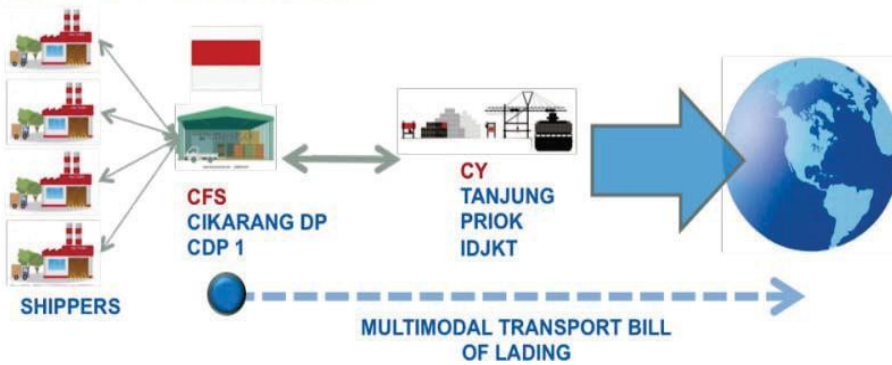 CFS
CIKARANG DP
CDP 1
CY
TANJUNG
PRIOK
IDJKT
SHIPPERS
MULTIMODAL TRANSPORT BILL
OF LADING